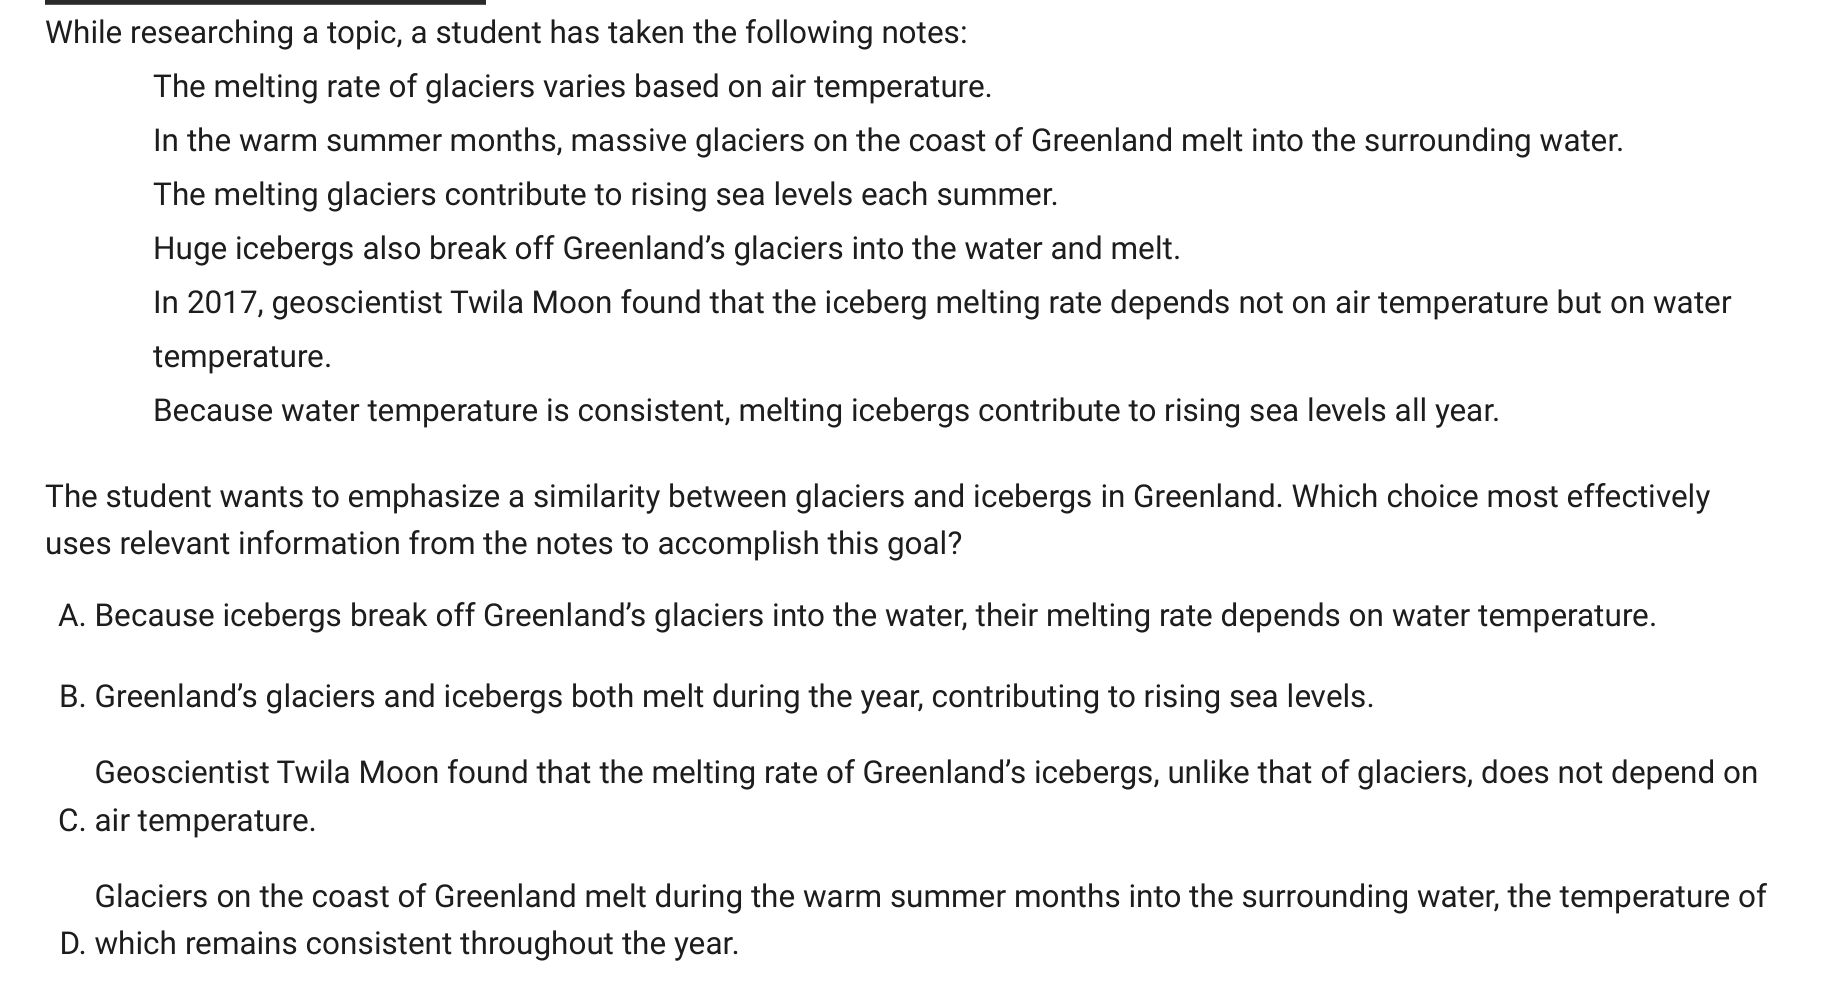 While researching a topic, a student has taken the following notes:
The melting rate of glaciers varies based on air temperature.
In the warm summer months, massive glaciers on the coast of Greenland melt into the surrounding water.
The melting glaciers contribute to rising sea levels each summer.
Huge icebergs also break off Greenland’s glaciers into the water and melt.
In 2017, geoscientist Twila Moon found that the iceberg melting rate depends not on air temperature but on water
temperature.
Because water temperature is consistent, melting icebergs contribute to rising sea levels all year.
The student wants to emphasize a similarity between glaciers and icebergs in Greenland. Which choice most effectively
uses relevant information from the notes to accomplish this goal?
A. Because icebergs break off Greenland’s glaciers into the water, their melting rate depends on water temperature.
B. Greenland’s glaciers and icebergs both melt during the year, contributing to rising sea levels.
Geoscientist Twila Moon found that the melting rate of Greenland’s icebergs, unlike that of glaciers, does not depend on
C. air temperature.
Glaciers on the coast of Greenland melt during the warm summer months into the surrounding water, the temperature of
D. which remains consistent throughout the year.